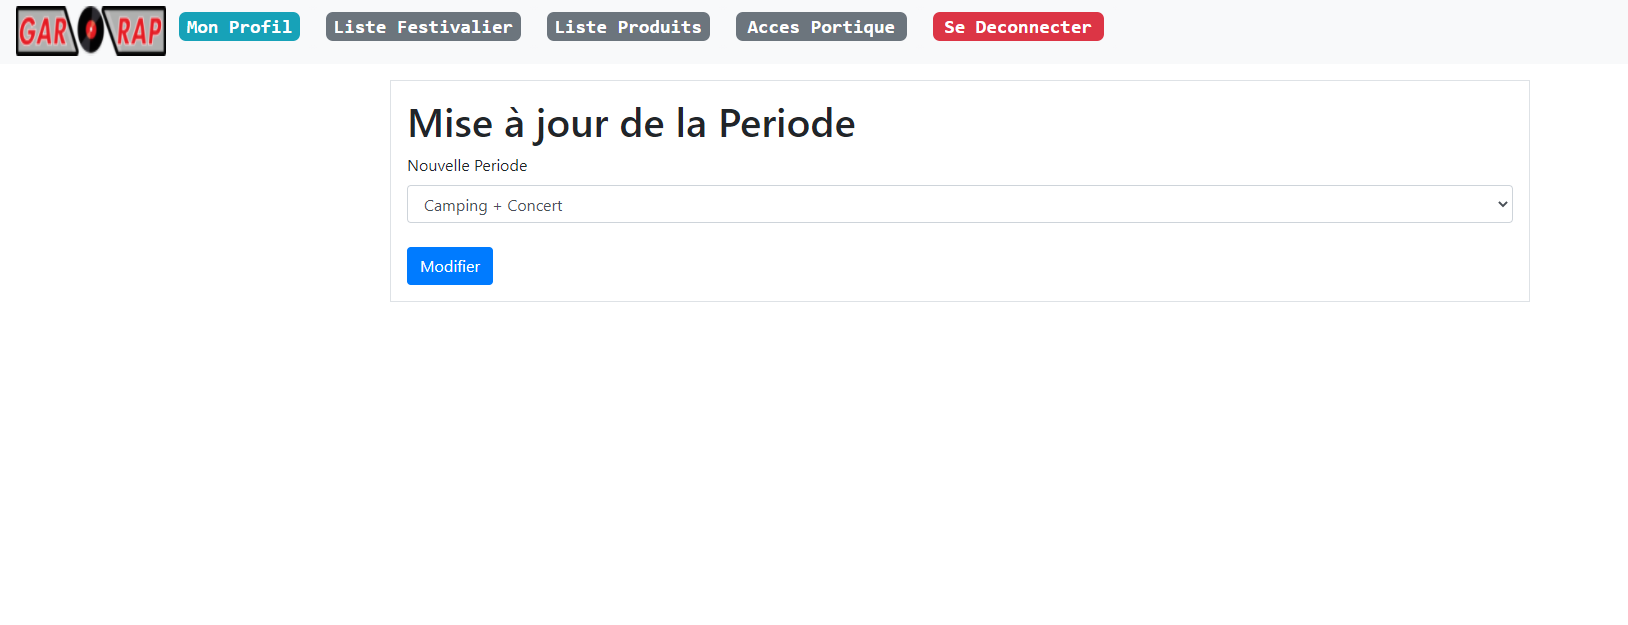 GAR RAP Mon Profil Liste Festivalier Liste Produits Acces Portique Se Deconnecter
Mise à jour de la Periode
Nouvelle Periode
Camping + Concert
Modifier